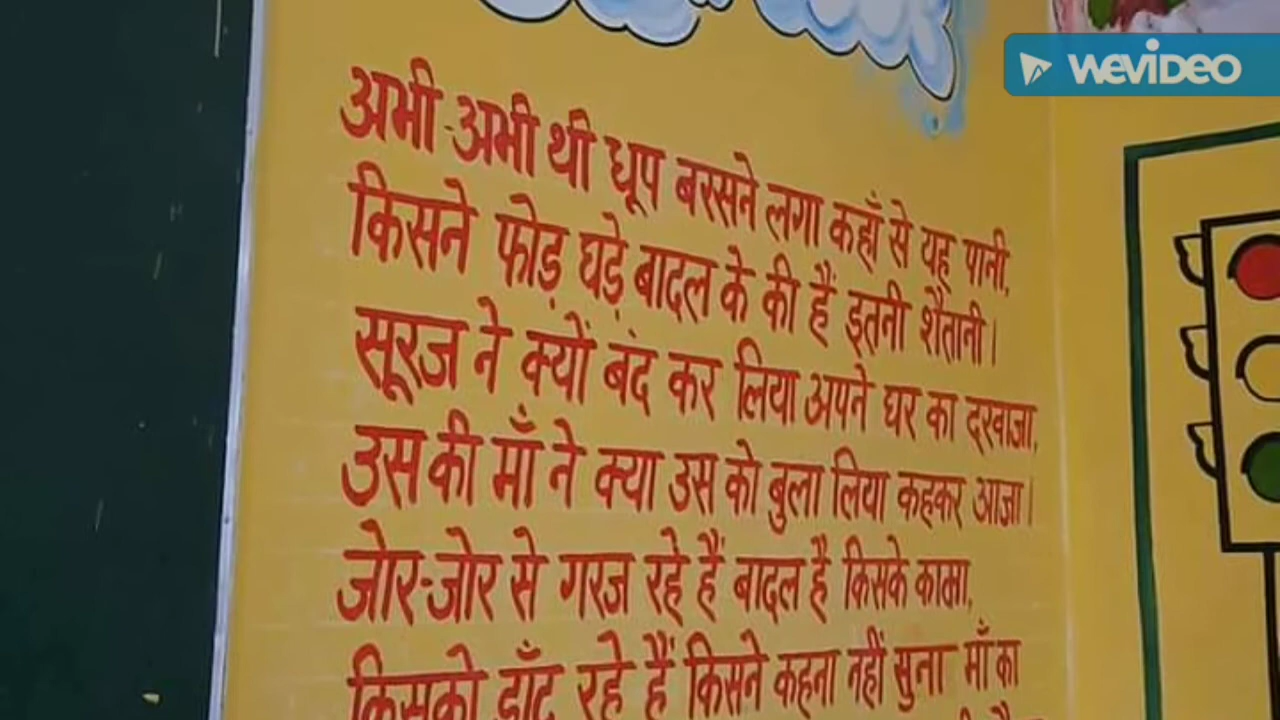 WEVIDEO
अभी-अभी थी धूप बरसने लगा कहाँ से यह पानी,
किसने फोड़ घड़े बादल के की हैं इतनी शैतानी।
सूरज ने क्यों बंद कर लिया अपने घर का दरवाजा,
उस की माँ ने क्या उस को बुला लिया कहकर आजा।
जोर-जोर से गरज रहे हैं बादल है किसके काका,
किसको डाँट रहे हैं किसने कहना नहीं सुना माँ का